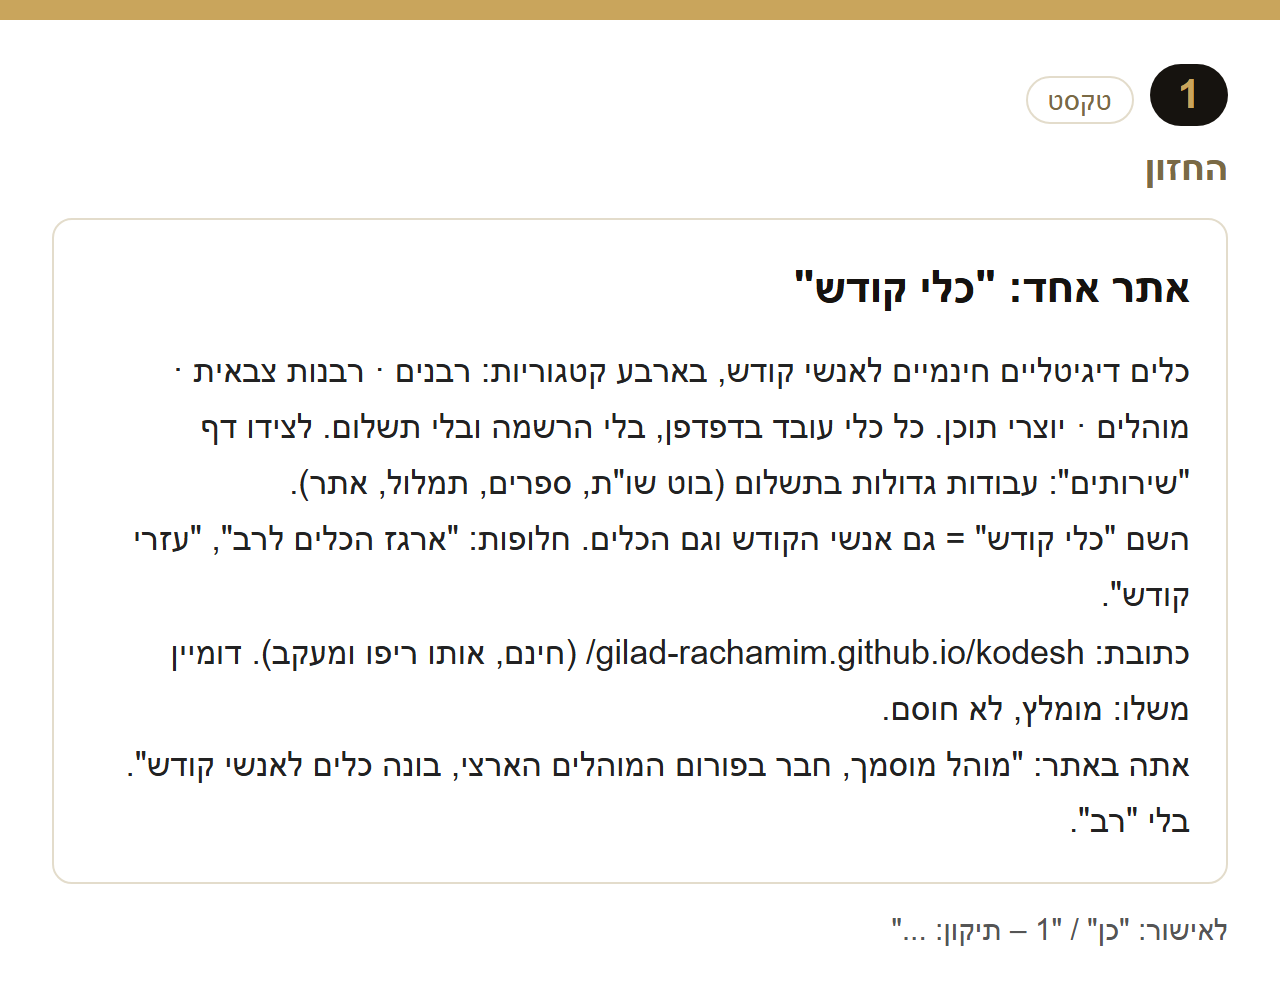 1
טקסט
החזון
אתר אחד: "כלי קודש"
כלים דיגיטליים חינמיים לאנשי קודש, בארבע קטגוריות: רבנים · רבנות צבאית ·
מוהלים · יוצרי תוכן. כל כלי עובד בדפדפן, בלי הרשמה ובלי תשלום. לצידו דף
"שירותים": עבודות גדולות בתשלום (בוט שו"ת, ספרים, תמלול, אתר).
השם "כלי קודש" = גם אנשי הקודש וגם הכלים. חלופות: "ארגז הכלים לרב", "עזרי
קודש".
כתובת: gilad-rachamim.github.io/kodesh/ (חינם, אותו ריפו ומעקב). דומיין
משלו: מומלץ, לא חוסם.
אתה באתר: "מוהל מוסמך, חבר בפורום המוהלים הארצי, בונה כלים לאנשי קודש".
בלי "רב".
לאישור: "כן" / "1 – תיקון: ..."